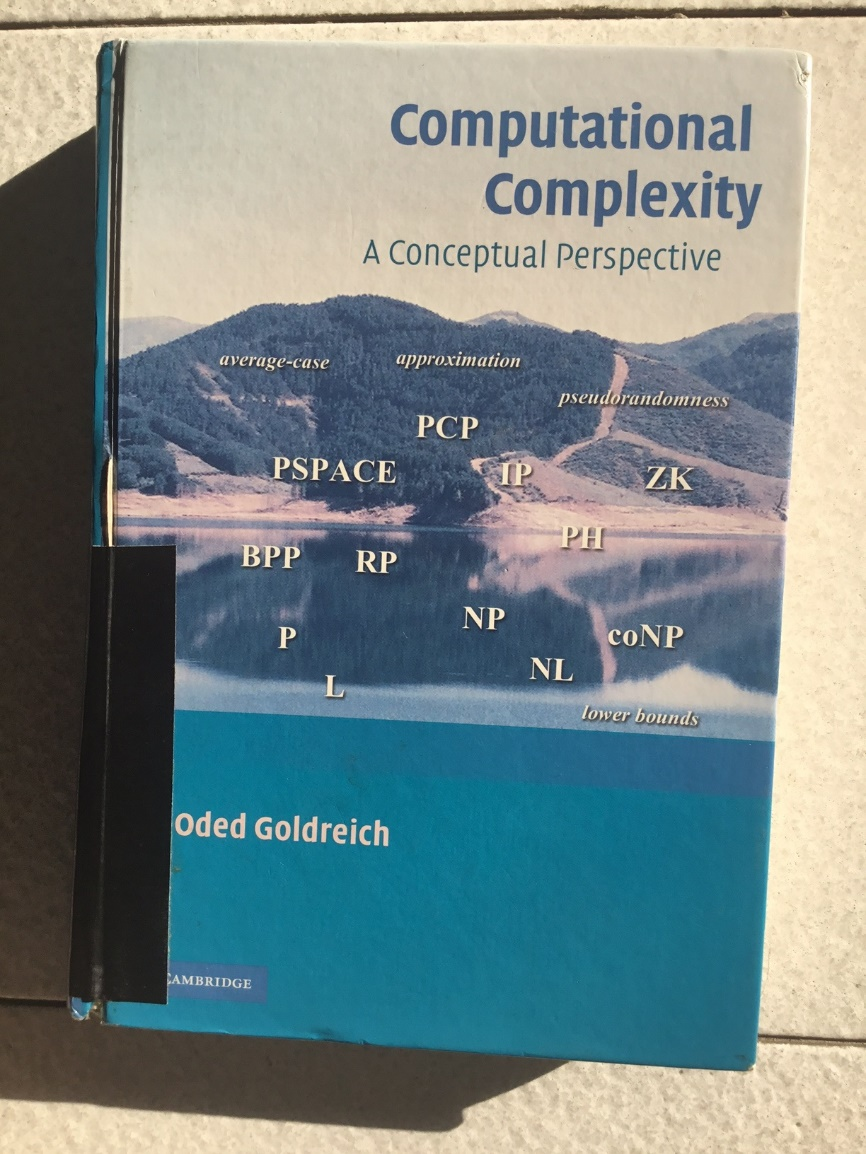 Computational
Complexity
A Conceptual Perspective
average-case
approximation
pseudorandomness
PCP
PSPACE
IP
ZK
PH
BPP
RP
NP
P
coNP
NL
L
lower bounds
Oded Goldreich
CAMBRIDGE